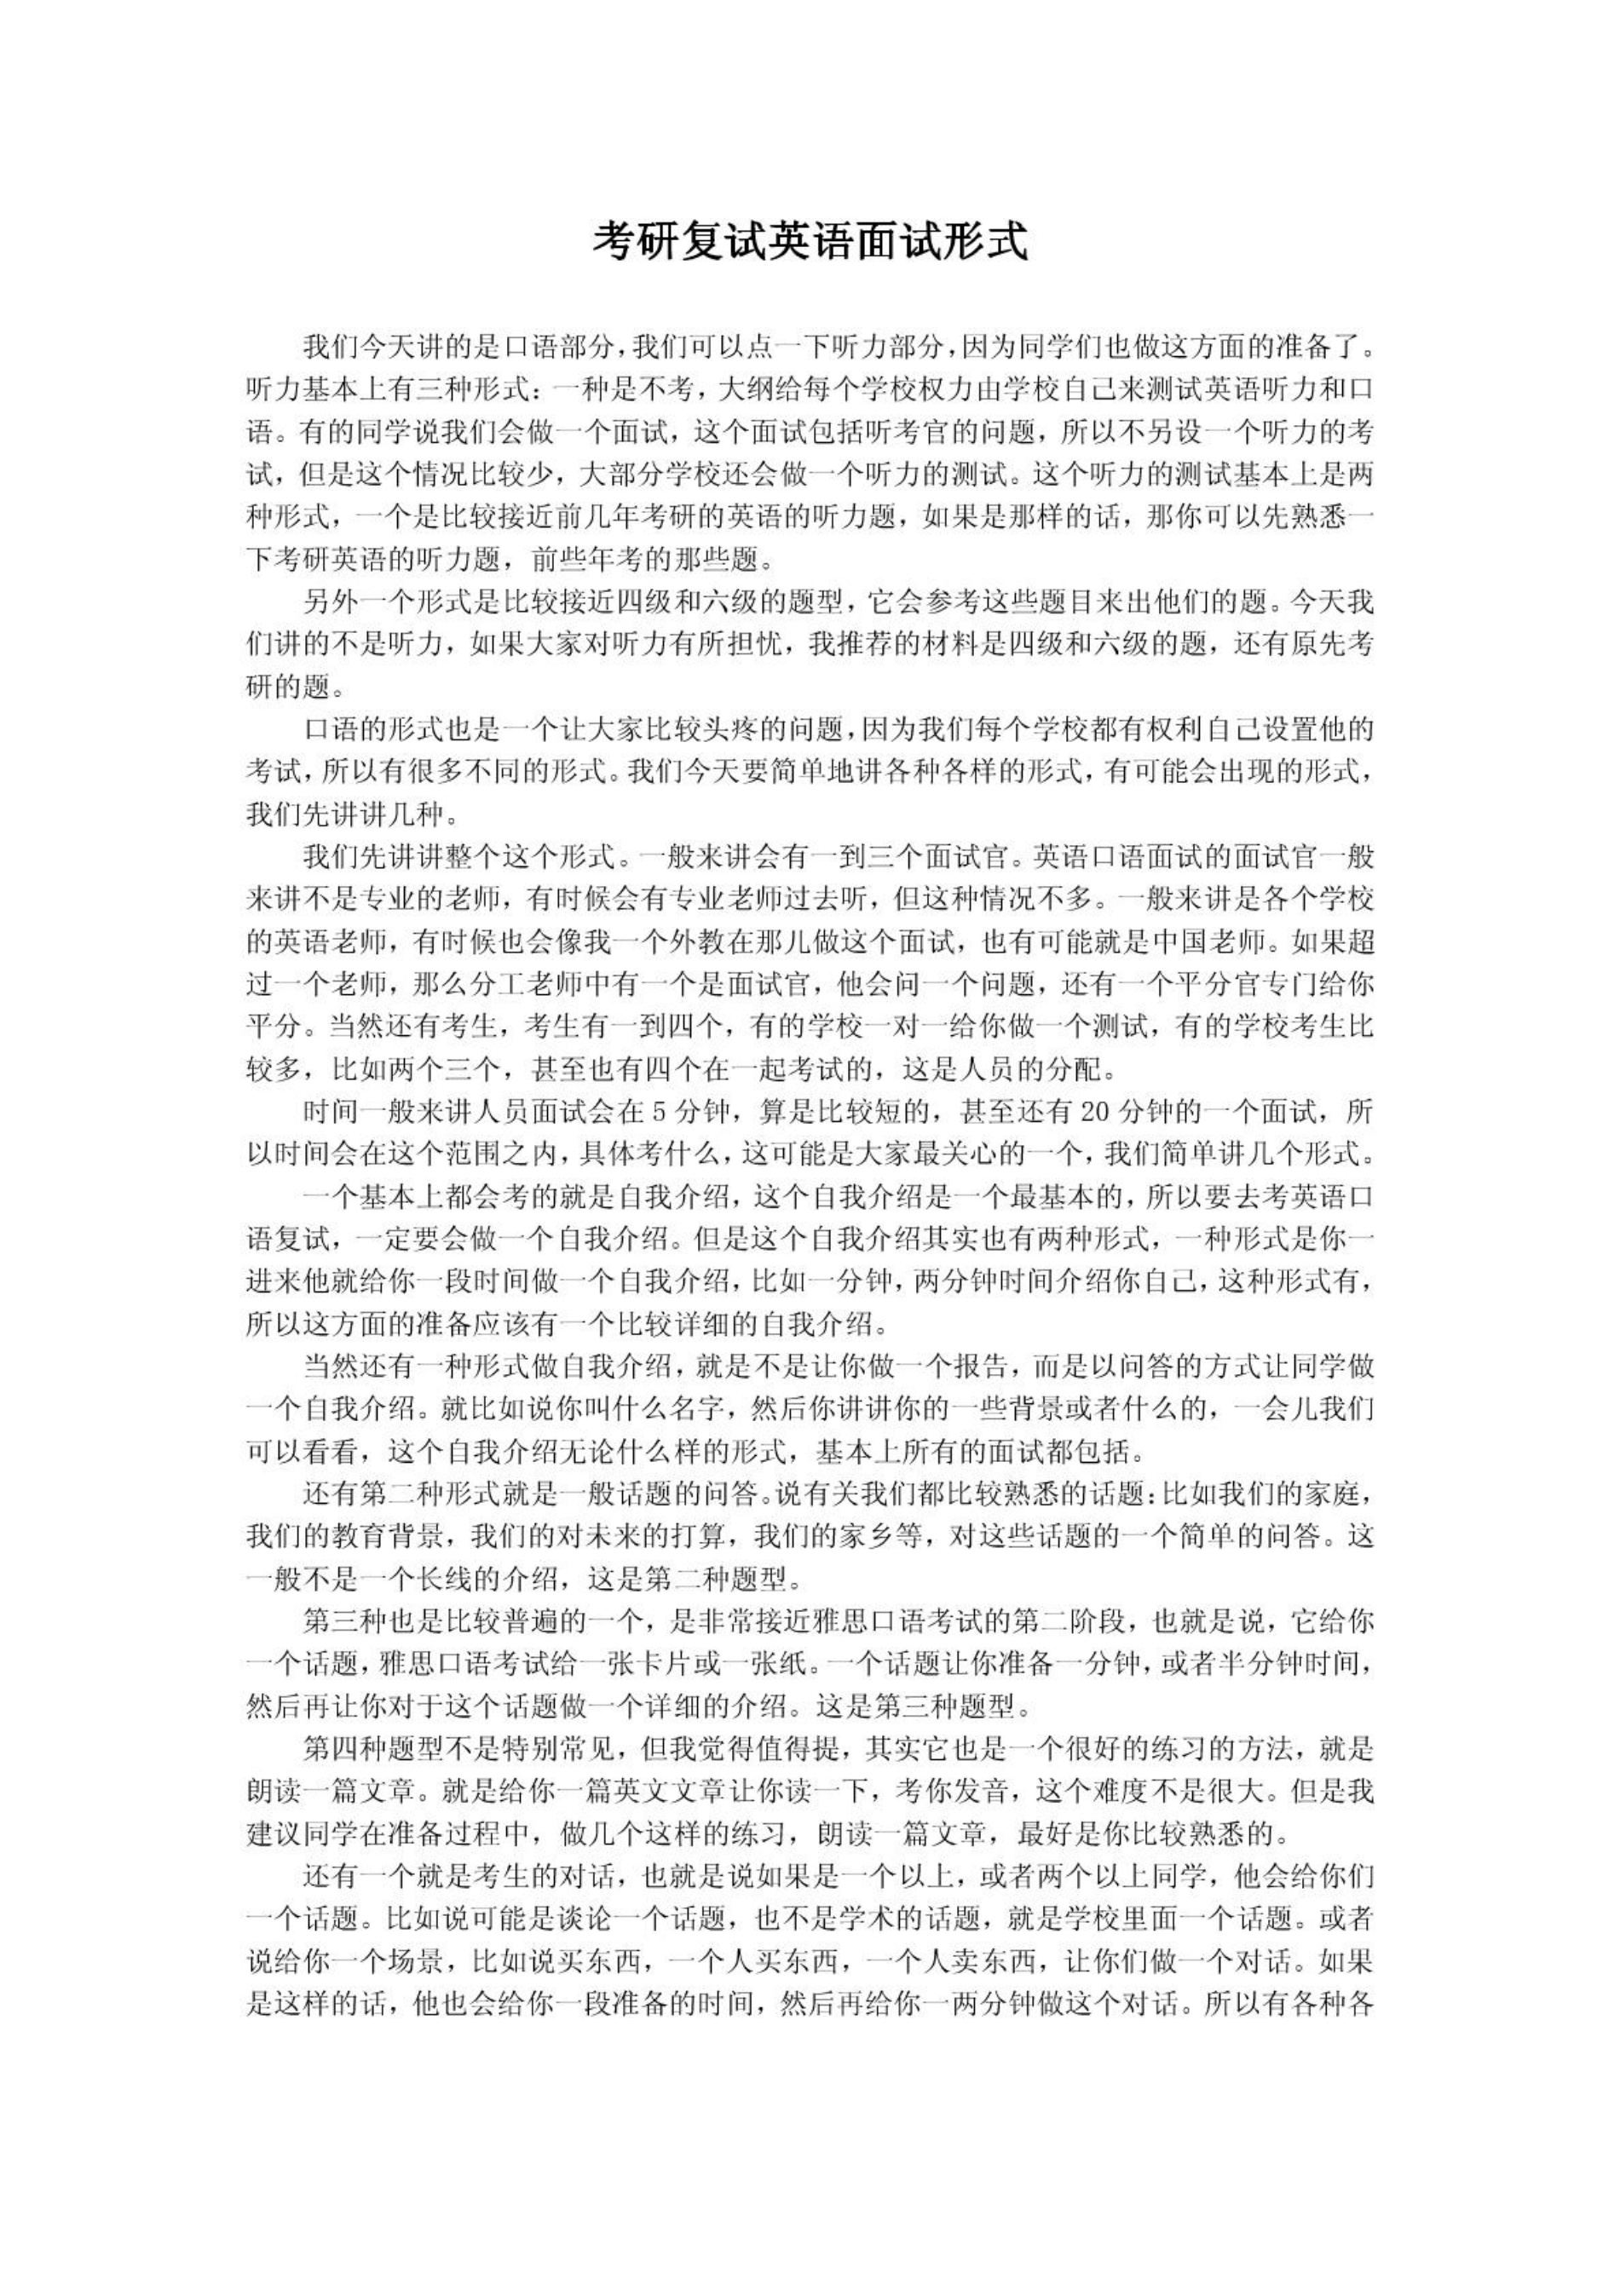 考研复试英语面试形式
我们今天讲的是口语部分,我们可以点一下听力部分,因为同学们也做这方面的准备了。
听力基本上有三种形式：一种是不考，大纲给每个学校权力由学校自己来测试英语听力和口
语。有的同学说我们会做一个面试，这个面试包括听考官的问题，所以不另设一个听力的考
试，但是这个情况比较少，大部分学校还会做一个听力的测试。这个听力的测试基本上是两
种形式，一个是比较接近前几年考研的英语的听力题，如果是那样的话，那你可以先熟悉一
下考研英语的听力题，前些年考的那些题。
另外一个形式是比较接近四级和六级的题型，它会参考这些题目来出他们的题。今天我
们讲的不是听力，如果大家对听力有所担忧，我推荐的材料是四级和六级的题，还有原先考
研的题。
口语的形式也是一个让大家比较头疼的问题,因为我们每个学校都有权利自己设置他的
考试，所以有很多不同的形式。我们今天要简单地讲各种各样的形式，有可能会出现的形式，
我们先讲讲几种。
我们先讲讲整个这个形式。一般来讲会有一到三个面试官。英语口语面试的面试官一般
来讲不是专业的老师，有时候会有专业老师过去听，但这种情况不多。一般来讲是各个学校
的英语老师，有时候也会像我一个外教在那儿做这个面试，也有可能就是中国老师。如果超
过一个老师，那么分工老师中有一个是面试官，他会问一个问题，还有一个平分官专门给你
平分。当然还有考生，考生有一到四个，有的学校一对一给你做一个测试，有的学校考生比
较多，比如两个三个，甚至也有四个在一起考试的，这是人员的分配。
时间一般来讲人员面试会在 5 分钟，算是比较短的，甚至还有 20 分钟的一个面试，所
以时间会在这个范围之内，具体考什么，这可能是大家最关心的一个，我们简单讲几个形式。
一个基本上都会考的就是自我介绍，这个自我介绍是一个最基本的，所以要去考英语口
语复试，一定要会做一个自我介绍。但是这个自我介绍其实也有两种形式，一种形式是你一
进来他就给你一段时间做一个自我介绍，比如一分钟，两分钟时间介绍你自己，这种形式有，
所以这方面的准备应该有一个比较详细的自我介绍。
当然还有一种形式做自我介绍，就是不是让你做一个报告，而是以问答的方式让同学做
一个自我介绍。就比如说你叫什么名字，然后你讲讲你的一些背景或者什么的，一会儿我们
可以看看，这个自我介绍无论什么样的形式，基本上所有的面试都包括。
还有第二种形式就是一般话题的问答。说有关我们都比较熟悉的话题：比如我们的家庭，
我们的教育背景，我们的对未来的打算，我们的家乡等，对这些话题的一个简单的问答。这
一般不是一个长线的介绍，这是第二种题型。
第三种也是比较普遍的一个，是非常接近雅思口语考试的第二阶段，也就是说，它给你
一个话题，雅思口语考试给一张卡片或一张纸。一个话题让你准备一分钟，或者半分钟时间，
然后再让你对于这个话题做一个详细的介绍。这是第三种题型。
第四种题型不是特别常见，但我觉得值得提，其实它也是一个很好的练习的方法，就是
朗读一篇文章。就是给你一篇英文文章让你读一下，考你发音，这个难度不是很大。但是我
建议同学在准备过程中，做几个这样的练习，朗读一篇文章，最好是你比较熟悉的。
还有一个就是考生的对话，也就是说如果是一个以上，或者两个以上同学，他会给你们
一个话题。比如说可能是谈论一个话题，也不是学术的话题，就是学校里面一个话题。或者
说给你一个场景，比如说买东西，一个人买东西，一个人卖东西，让你们做一个对话。如果
是这样的话，他也会给你一段准备的时间，然后再给你一两分钟做这个对话。所以有各种各